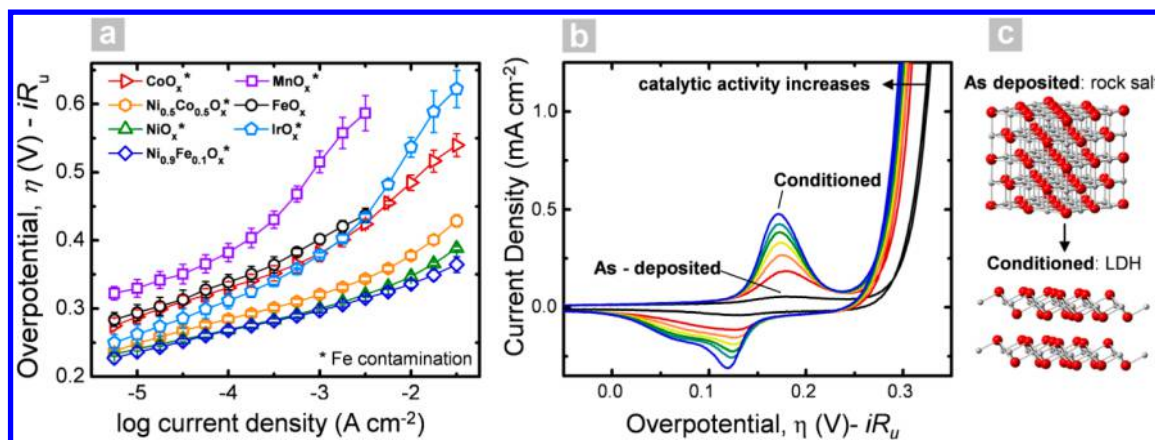 a
CoOx*
MnOx*
Ni0.5Co0.5Ox*
FeOx
NiOx*
IrOx*
Ni0.9Fe0.1Ox*
* Fe contamination
Overpotential, η (V) - iRu
0.6
0.5
0.4
0.3
0.2
-5
-4
-3
-2
log current density (A cm-2)
b
catalytic activity increases
Conditioned
As - deposited
Current Density (mA cm-2)
1.0
0.5
0.0
0.0
0.1
0.2
0.3
Overpotential, η (V)- iRu
c
As deposited: rock salt
Conditioned: LDH